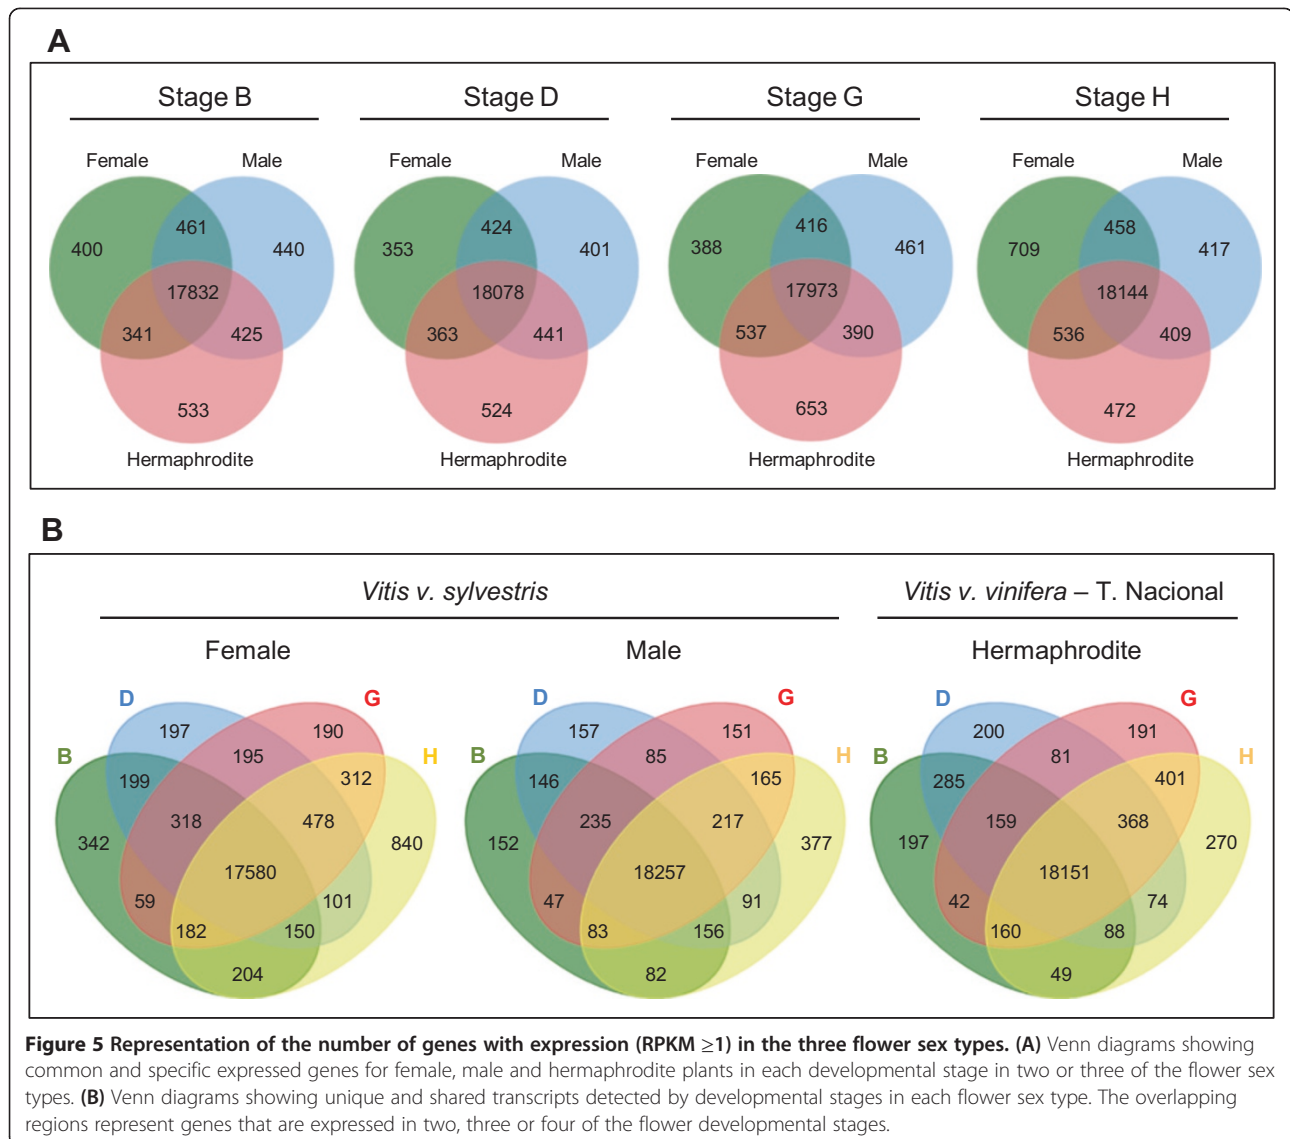 A
Stage B
Stage D
Stage G
Stage H
Female Male
Female Male
Female Male
Female Male
400 461 440
17832
341 425
533
Hermaphrodite
353 424 401
18078
363 441
524
Hermaphrodite
388 416 461
17973
537 390
653
Hermaphrodite
709 458 417
18144
536 409
472
Hermaphrodite
B
Vitis v. sylvestris
Vitis v. vinifera – T. Nacional
Female
Male
Hermaphrodite
D G
B H
197 195 190
199 312
342 318 478 840
17580
59 101
182 150
204
D G
B H
157 85 151
146 165
152 235 217 377
18257
47 91
83 156
82
D G
B H
200 81 191
285 401
197 159 368 270
18151
42 74
160 88
49
Figure 5 Representation of the number of genes with expression (RPKM ≥1) in the three flower sex types. (A) Venn diagrams showing
common and specific expressed genes for female, male and hermaphrodite plants in each developmental stage in two or three of the flower sex
types. (B) Venn diagrams showing unique and shared transcripts detected by developmental stages in each flower sex type. The overlapping
regions represent genes that are expressed in two, three or four of the flower developmental stages.